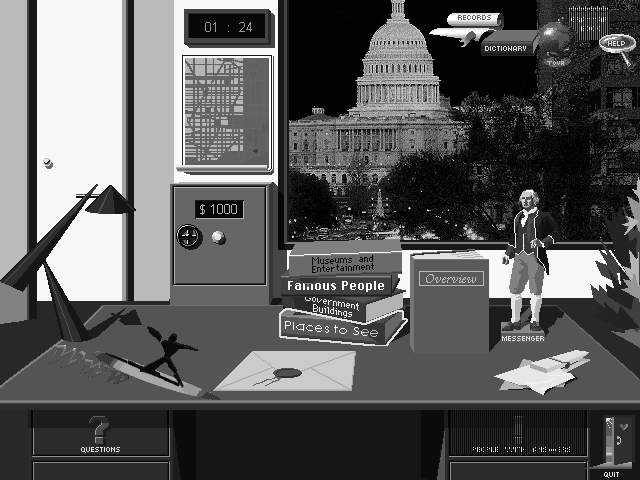 01 : 24
RECORDS
DICTIONARY
TOUR
HELP
$ 1000
Museums and
Entertainment
Famous People
Government
Buildings
Places to See
Overview
MESSENGER
QUESTIONS
QUIT